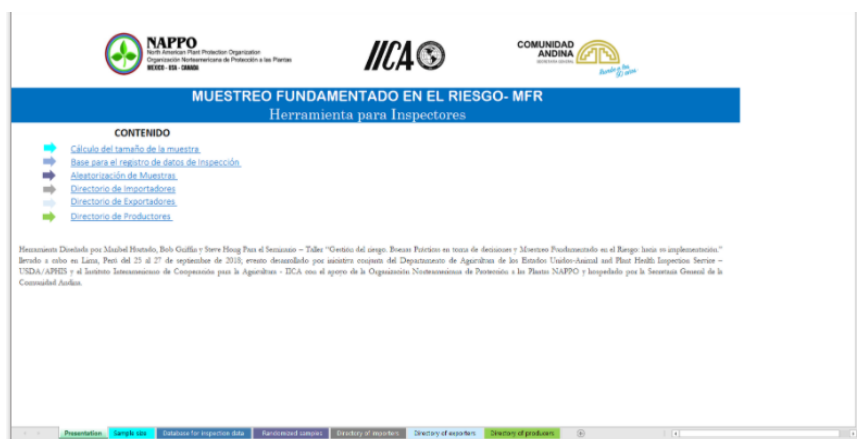 NAPPO
North American Plant Protection Organization
Organización Norteamericana de Protección a las Plantas
MEXICO - USA - CANADA
IICA
COMUNIDAD
ANDINA
SECRETARÍA GENERAL
50 años
MUESTREO FUNDAMENTADO EN EL RIESGO- MFR
Herramienta para Inspectores
CONTENIDO
Cálculo del tamaño de la muestra
Base para el registro de datos de Inspección
Aleatorización de Muestras
Directorio de Importadores
Directorio de Exportadores
Directorio de Productores
Herramienta Diseñada por Maribel Hurtado, Bob Griffin y Steve Hong Para el Seminario – Taller "Gestión del riesgo. Buenas Prácticas en toma de decisiones y Muestreo Fundamentado en el Riesgo: hacia su implementación."
llevado a cabo en Lima, Perú del 25 al 27 de septiembre de 2018; evento desarrollado por iniciativa conjunta del Departamento de Agricultura de los Estados Unidos-Animal and Plant Health Inspection Service –
USDA/APHIS y el Instituto Interamericano de Cooperación para la Agricultura - IICA con el apoyo de la Organización Norteamericana de Protección a las Plantas NAPPO y hospedado por la Secretaría General de la
Comunidad Andina.
Presentation Sample size Database for inspection data Randomized samples Directory of importers Directory of exporters Directory of producers